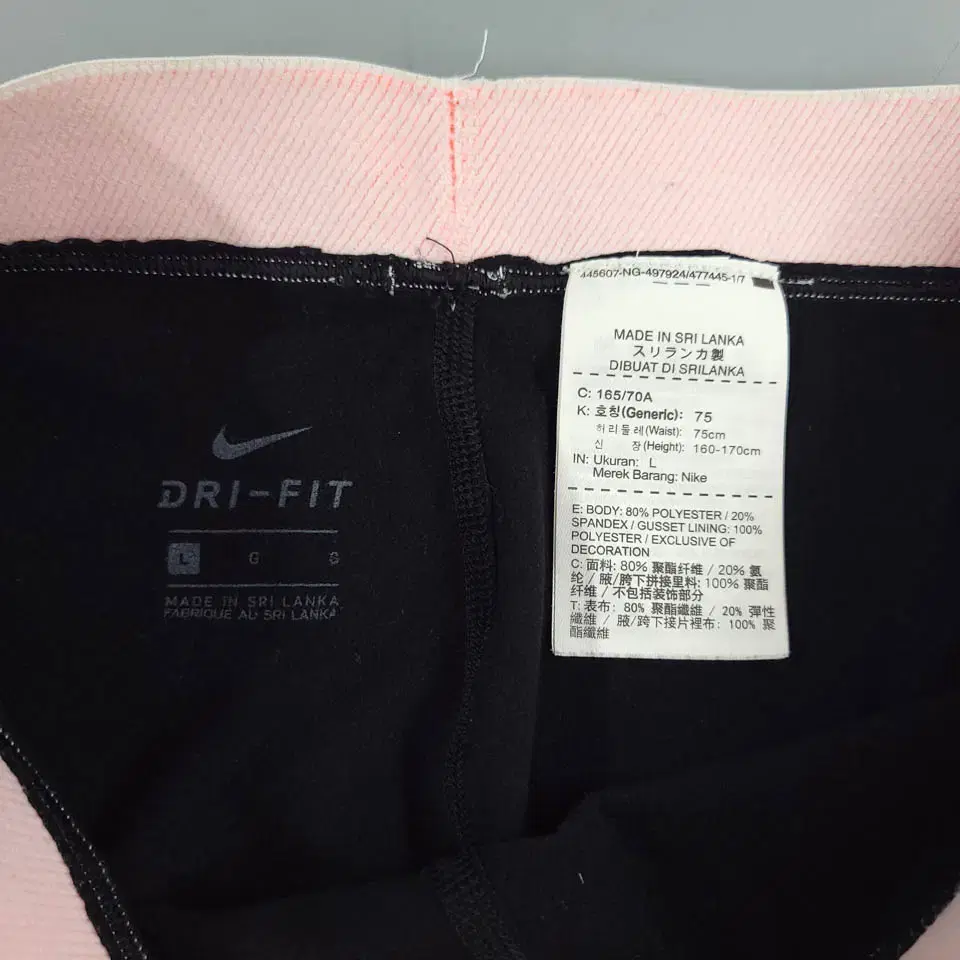 DRI-FIT
L G G
MADE IN SRI LANKA
FABRIQUÉ AU SRI LANKA
445607-NG-497924/477445-1/7
MADE IN SRI LANKA
スリランカ製
DIBUAT DI SRILANKA
C: 165/70A
K: 호칭(Generic): 75
허리둘레(Waist): 75cm
신 장(Height): 160-170cm
IN: Ukuran: L
Merek Barang: Nike
E: BODY: 80% POLYESTER / 20%
SPANDEX / GUSSET LINING: 100%
POLYESTER / EXCLUSIVE OF
DECORATION
C: 面料: 80% 聚酯纤维 / 20% 氨
纶 / 腋/胯下拼接里料: 100% 聚酯
纤维 / 不包括装饰部分
T: 表布: 80% 聚酯纖維 / 20% 彈性
纖維 / 腋/跨下接片裡布: 100% 聚
酯纖維